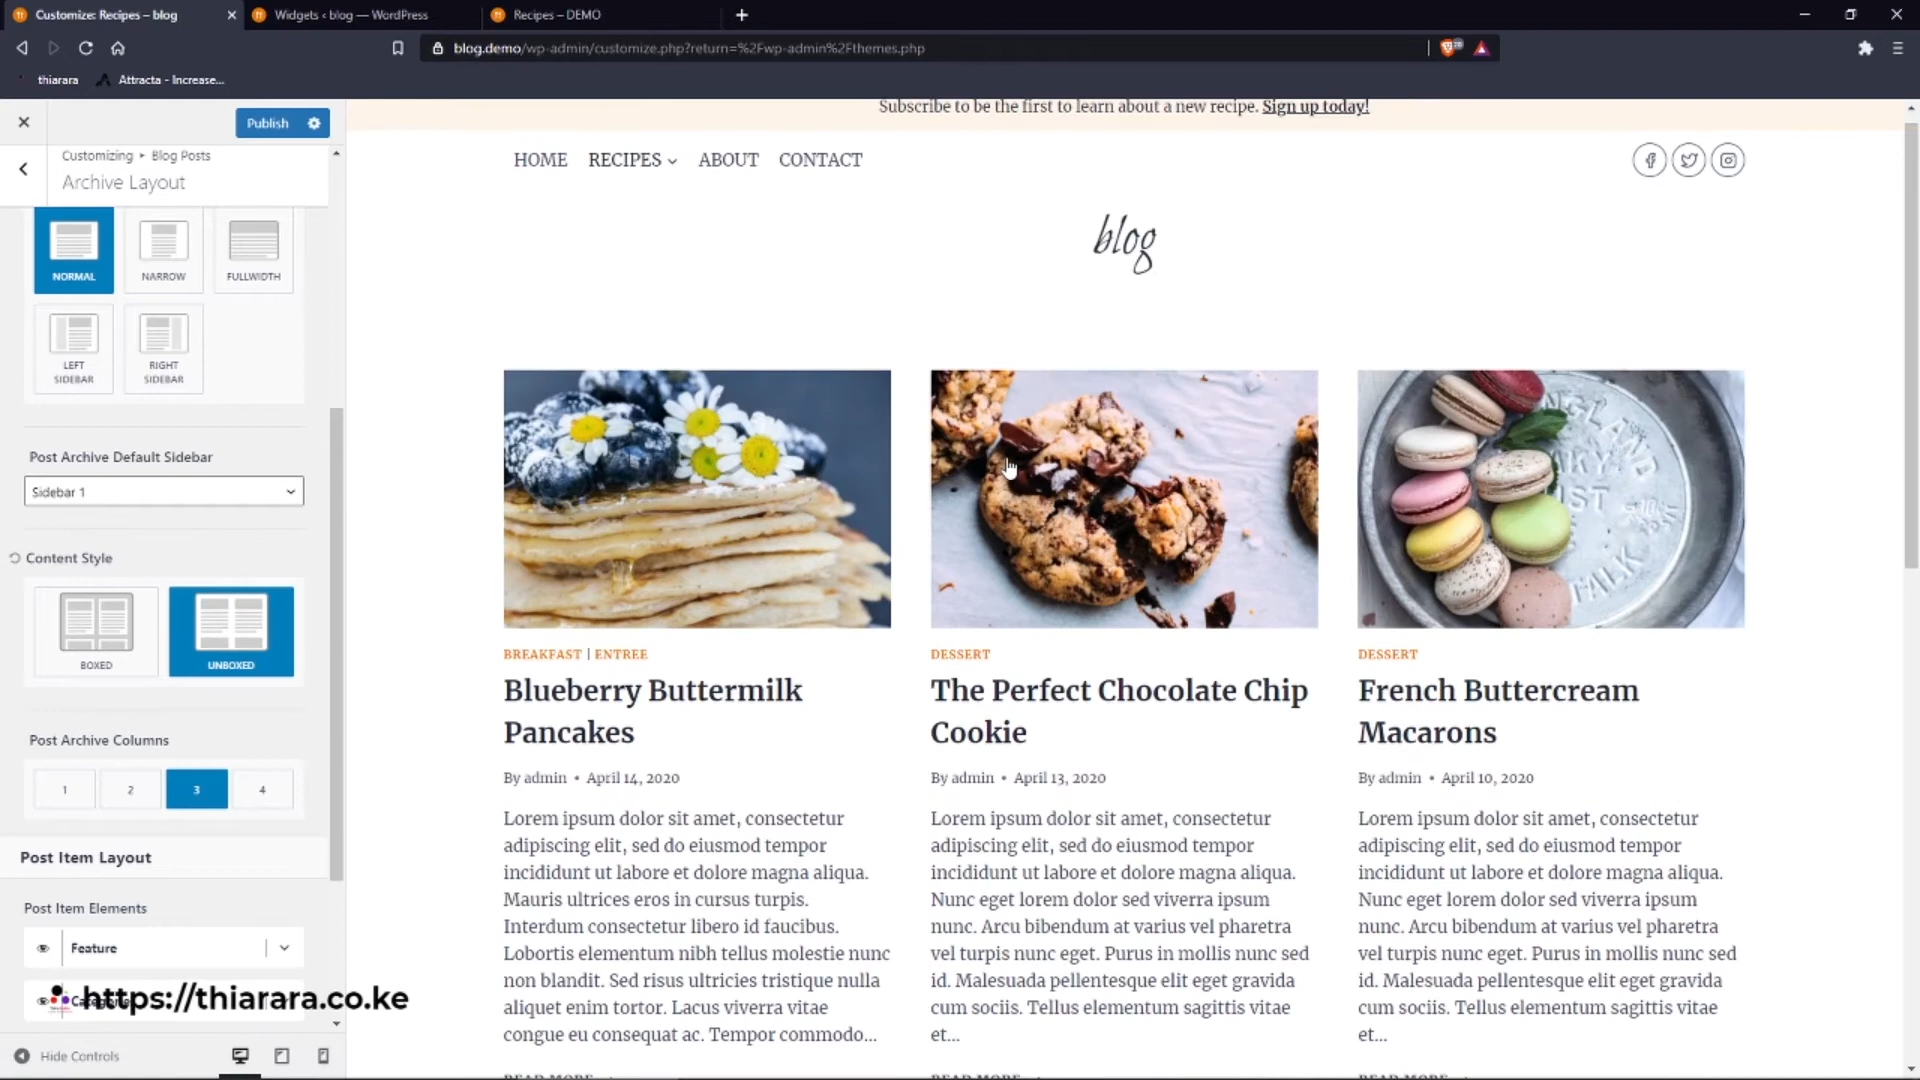 Customize: Recipes – blog
Widgets ‹ blog — WordPress
Recipes – DEMO
blog.demo/wp-admin/customize.php?return=%2Fwp-admin%2Fthemes.php
thiarara
Attracta - Increase...
Publish
Customizing ▸ Blog Posts
Archive Layout
NORMAL
NARROW
FULLWIDTH
LEFT SIDEBAR
RIGHT SIDEBAR
Post Archive Default Sidebar
Sidebar 1
Content Style
BOXED
UNBOXED
Post Archive Columns
1
2
3
4
Post Item Layout
Post Item Elements
Feature
https://thiarara.co.ke
Hide Controls
Subscribe to be the first to learn about a new recipe. Sign up today!
HOME
RECIPES
ABOUT
CONTACT
blog
BREAKFAST | ENTREE
Blueberry Buttermilk
Pancakes
By admin • April 14, 2020
Lorem ipsum dolor sit amet, consectetur
adipiscing elit, sed do eiusmod tempor
incididunt ut labore et dolore magna aliqua.
Mauris ultrices eros in cursus turpis.
Interdum consectetur libero id faucibus.
Lobortis elementum nibh tellus molestie nunc
non blandit. Sed risus ultricies tristique nulla
aliquet enim tortor. Lacus viverra vitae
congue eu consequat ac. Tempor commodo...
READ MORE
DESSERT
The Perfect Chocolate Chip
Cookie
By admin • April 13, 2020
Lorem ipsum dolor sit amet, consectetur
adipiscing elit, sed do eiusmod tempor
incididunt ut labore et dolore magna aliqua.
Nunc eget lorem dolor sed viverra ipsum
nunc. Arcu bibendum at varius vel pharetra
vel turpis nunc eget. Purus in mollis nunc sed
id. Malesuada pellentesque elit eget gravida
cum sociis. Tellus elementum sagittis vitae
et...
READ MORE
DESSERT
French Buttercream
Macarons
By admin • April 10, 2020
Lorem ipsum dolor sit amet, consectetur
adipiscing elit, sed do eiusmod tempor
incididunt ut labore et dolore magna aliqua.
Nunc eget lorem dolor sed viverra ipsum
nunc. Arcu bibendum at varius vel pharetra
vel turpis nunc eget. Purus in mollis nunc sed
id. Malesuada pellentesque elit eget gravida
cum sociis. Tellus elementum sagittis vitae
et...
READ MORE